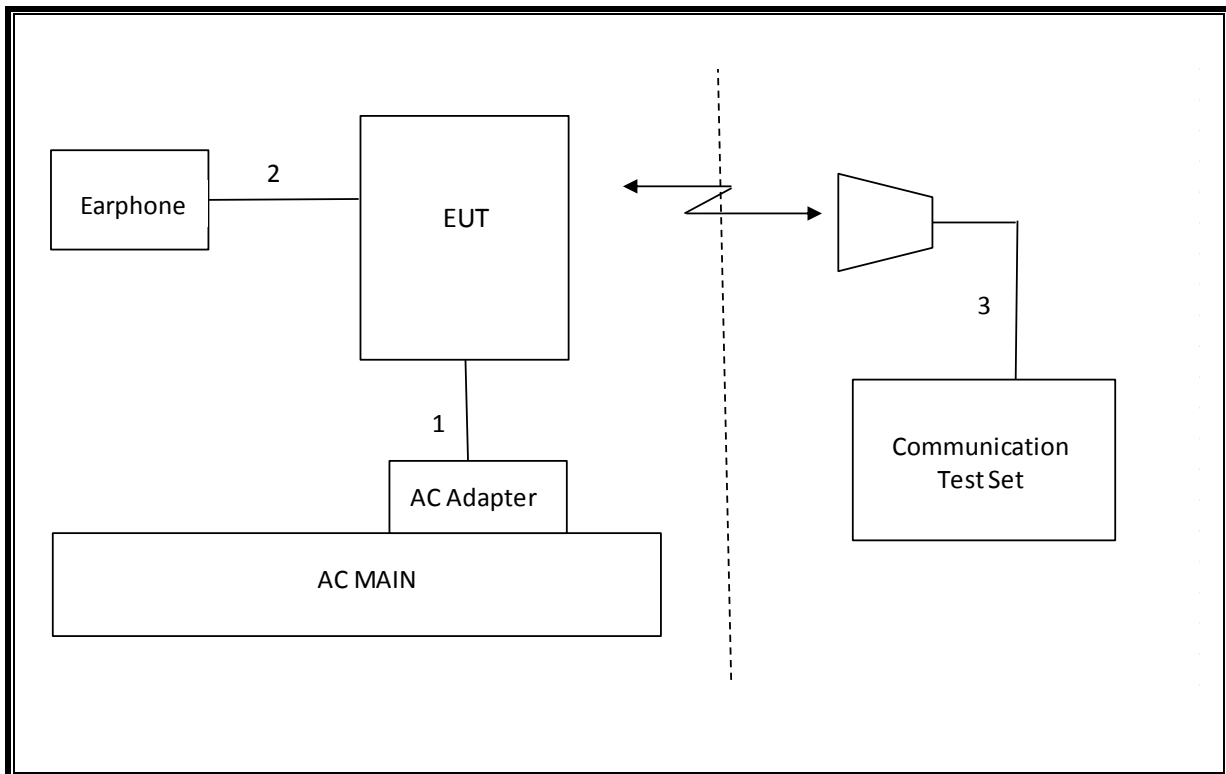 Earphone
2
EUT
1
AC Adapter
AC MAIN
3
Communication
Test Set